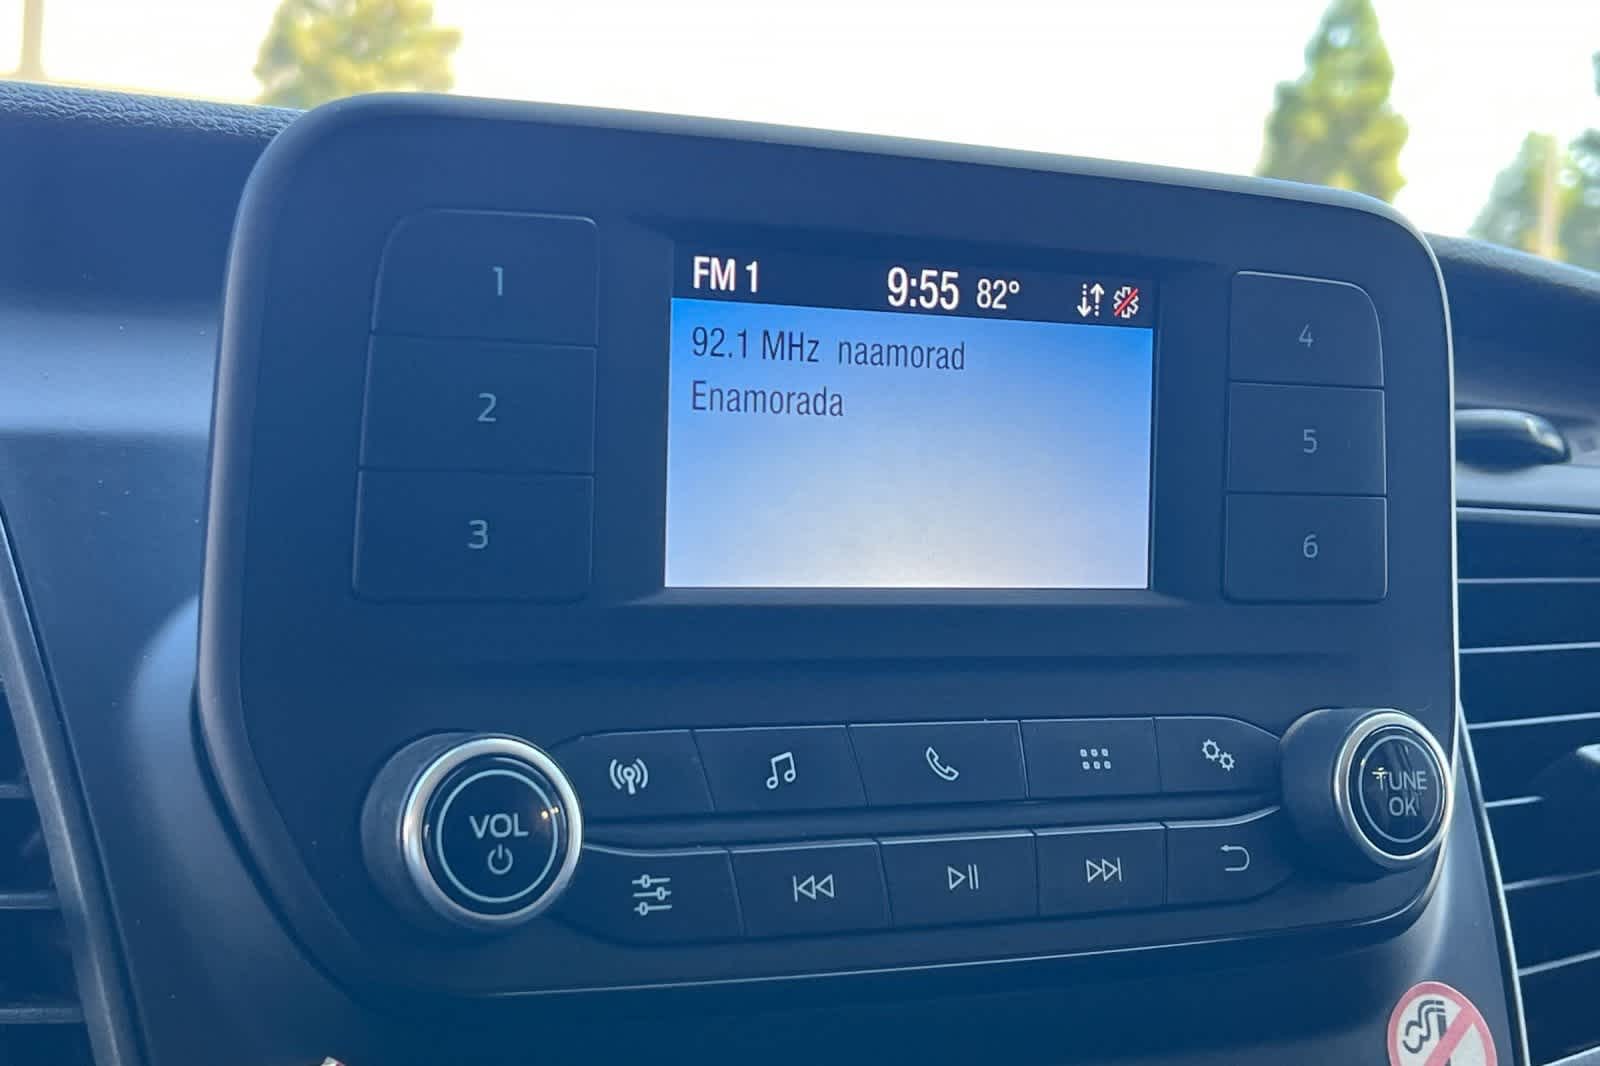 FM 1 9:55 82°
92.1 MHz naamorad
Enamorada
1
2
3
4
5
6
VOL
TUNE
OK